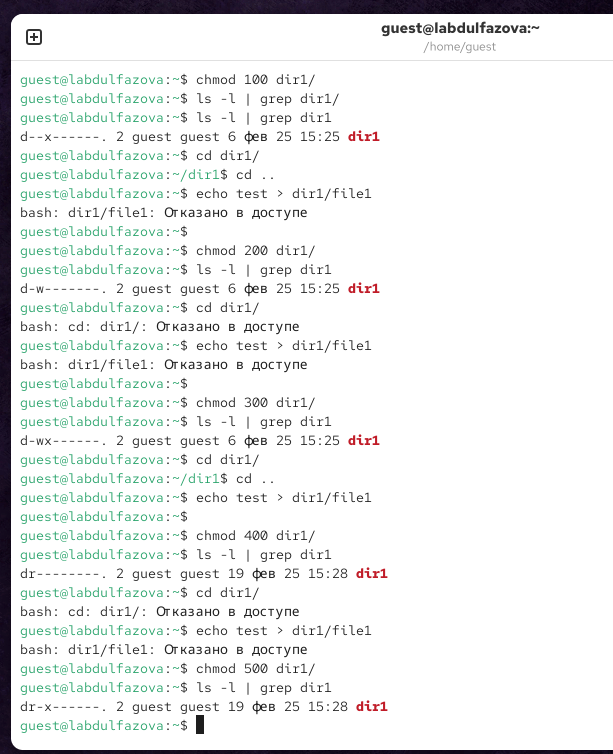 guest@labdulfazova:~
/home/guest
guest@labdulfazova:~$ chmod 100 dir1/
guest@labdulfazova:~$ ls -l | grep dir1/
guest@labdulfazova:~$ ls -l | grep dir1
d--x------. 2 guest guest 6 фев 25 15:25 dir1
guest@labdulfazova:~$ cd dir1/
guest@labdulfazova:~/dir1$ cd ..
guest@labdulfazova:~$ echo test > dir1/file1
bash: dir1/file1: Отказано в доступе
guest@labdulfazova:~$
guest@labdulfazova:~$ chmod 200 dir1/
guest@labdulfazova:~$ ls -l | grep dir1
d-w-------. 2 guest guest 6 фев 25 15:25 dir1
guest@labdulfazova:~$ cd dir1/
bash: cd: dir1/: Отказано в доступе
guest@labdulfazova:~$ echo test > dir1/file1
bash: dir1/file1: Отказано в доступе
guest@labdulfazova:~$
guest@labdulfazova:~$ chmod 300 dir1/
guest@labdulfazova:~$ ls -l | grep dir1
d-wx------. 2 guest guest 6 фев 25 15:25 dir1
guest@labdulfazova:~$ cd dir1/
guest@labdulfazova:~/dir1$ cd ..
guest@labdulfazova:~$ echo test > dir1/file1
guest@labdulfazova:~$
guest@labdulfazova:~$ chmod 400 dir1/
guest@labdulfazova:~$ ls -l | grep dir1
dr--------. 2 guest guest 19 фев 25 15:28 dir1
guest@labdulfazova:~$ cd dir1/
bash: cd: dir1/: Отказано в доступе
guest@labdulfazova:~$ echo test > dir1/file1
bash: dir1/file1: Отказано в доступе
guest@labdulfazova:~$ chmod 500 dir1/
guest@labdulfazova:~$ ls -l | grep dir1
dr-x------. 2 guest guest 19 фев 25 15:28 dir1
guest@labdulfazova:~$